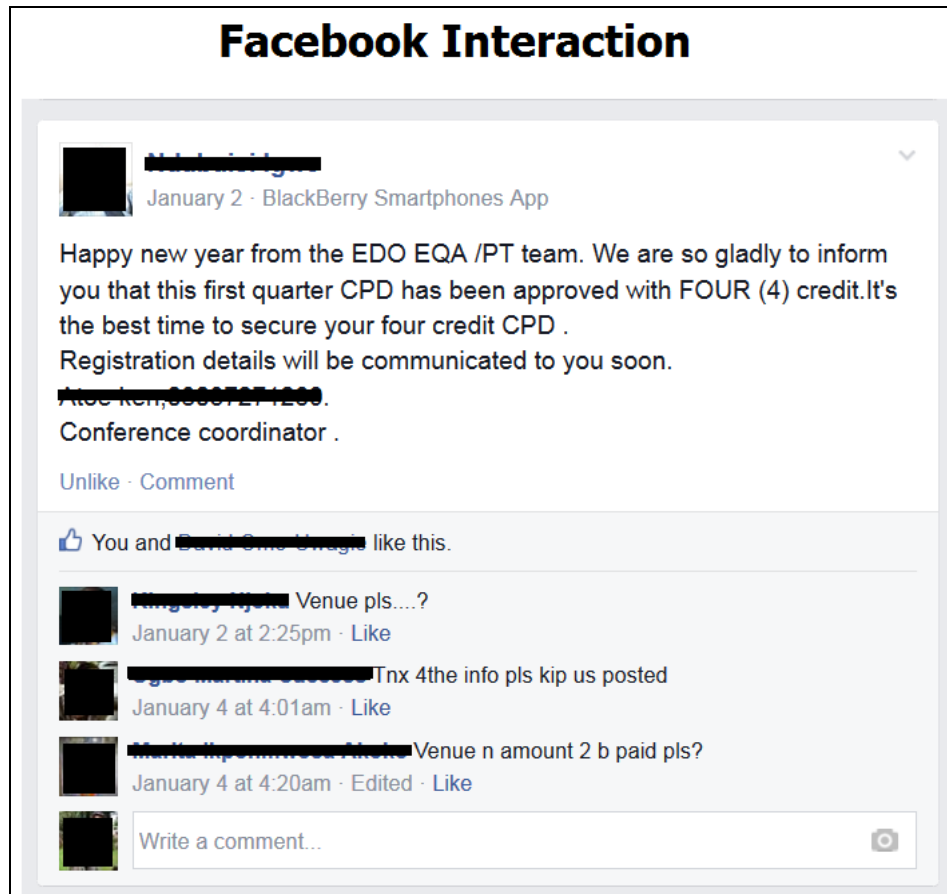 Facebook Interaction
January 2 · BlackBerry Smartphones App
Happy new year from the EDO EQA /PT team. We are so gladly to inform
you that this first quarter CPD has been approved with FOUR (4) credit.It's
the best time to secure your four credit CPD .
Registration details will be communicated to you soon.
Conference coordinator .
Unlike · Comment
You and like this.
Venue pls....?
January 2 at 2:25pm · Like
Tnx 4the info pls kip us posted
January 4 at 4:01am · Like
Venue n amount 2 b paid pls?
January 4 at 4:20am · Edited · Like
Write a comment...